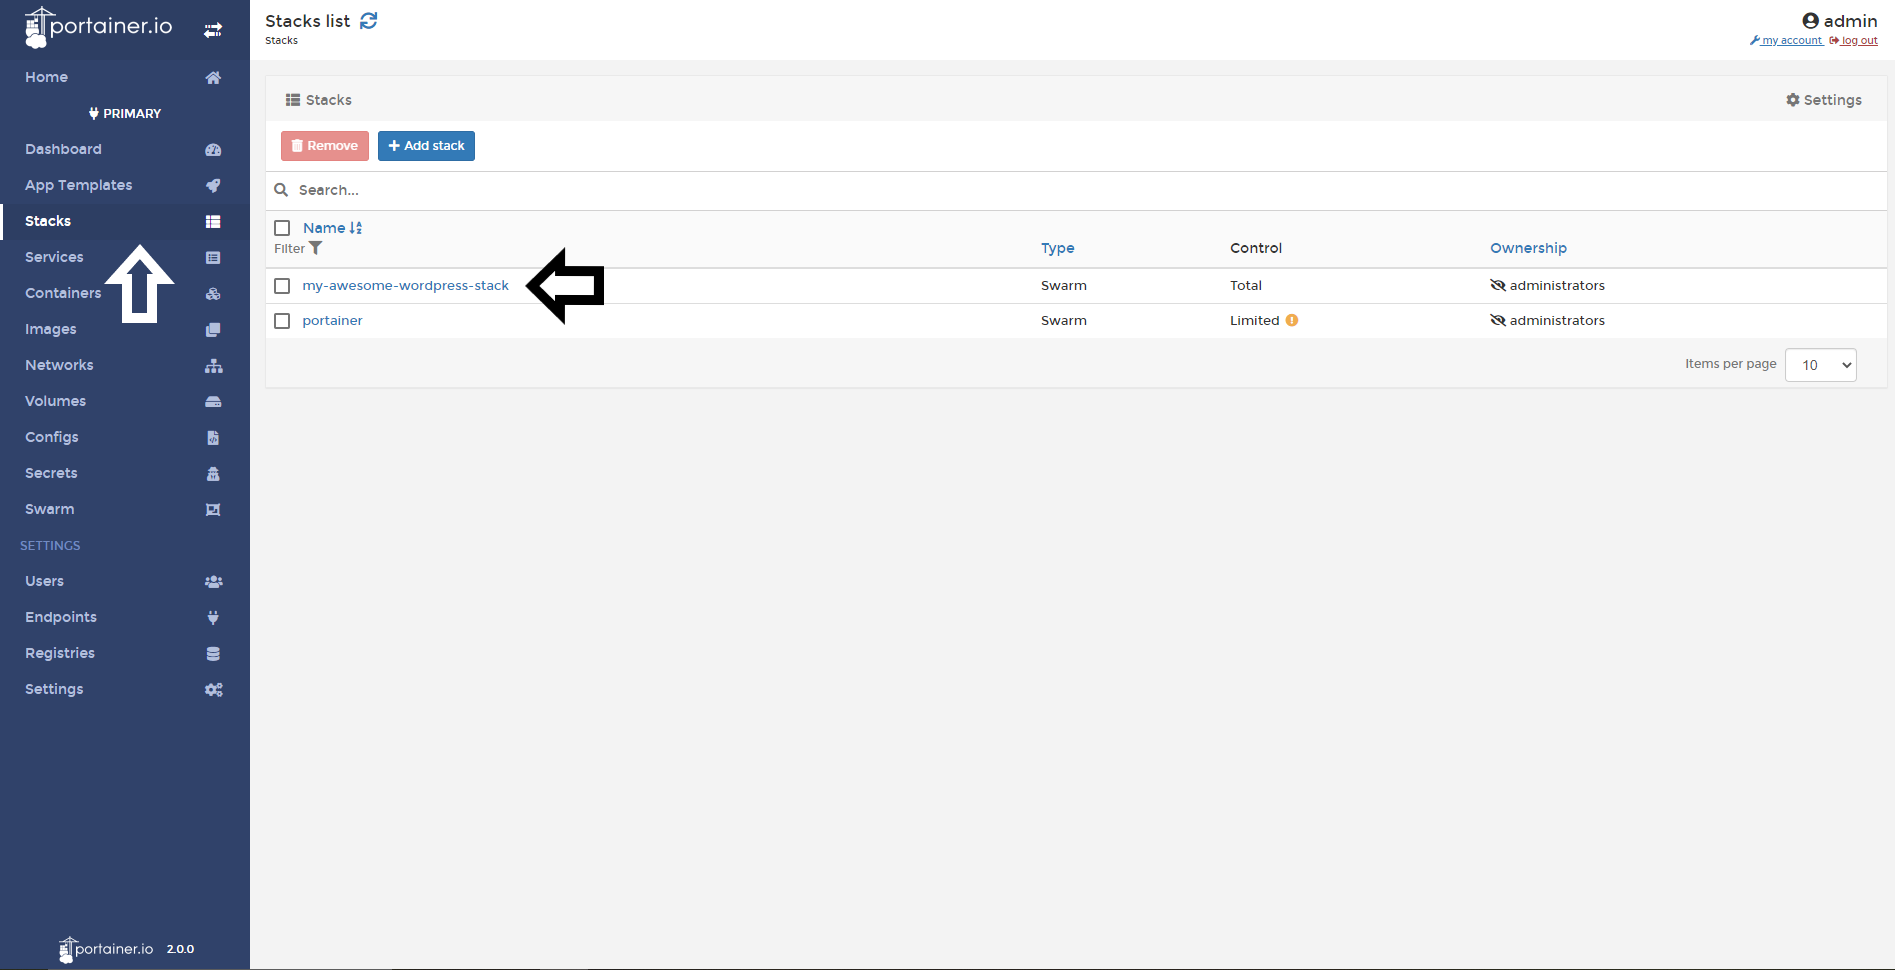 portainer.io
Home
PRIMARY
Dashboard
App Templates
Stacks
Services
Containers
Images
Networks
Volumes
Configs
Secrets
Swarm
SETTINGS
Users
Endpoints
Registries
Settings
portainer.io 2.0.0
Stacks list
Stacks
admin
my account log out
Stacks
Settings
Remove
Add stack
Search...
Name
Filter
Type Control Ownership
my-awesome-wordpress-stack Swarm Total administrators
portainer Swarm Limited administrators
Items per page 10